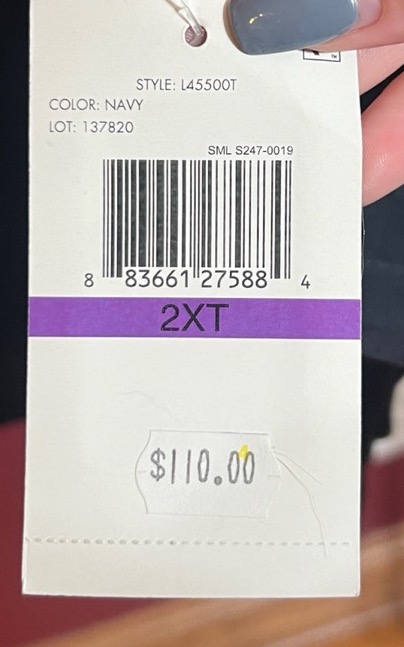 STYLE: L45500T
COLOR: NAVY
LOT: 137820
SML S247-0019
8 83661 27588 4
2XT
$110.00